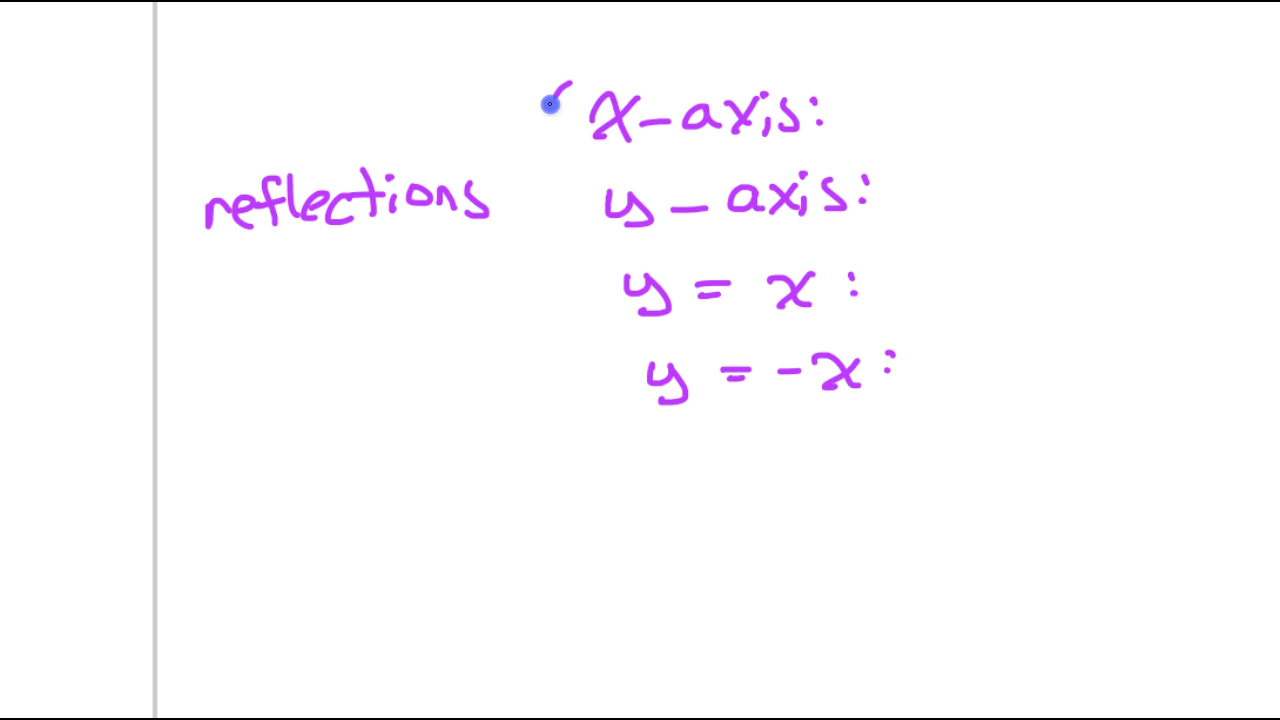 x-axis:
reflections y-axis:
y = x:
y = -x: